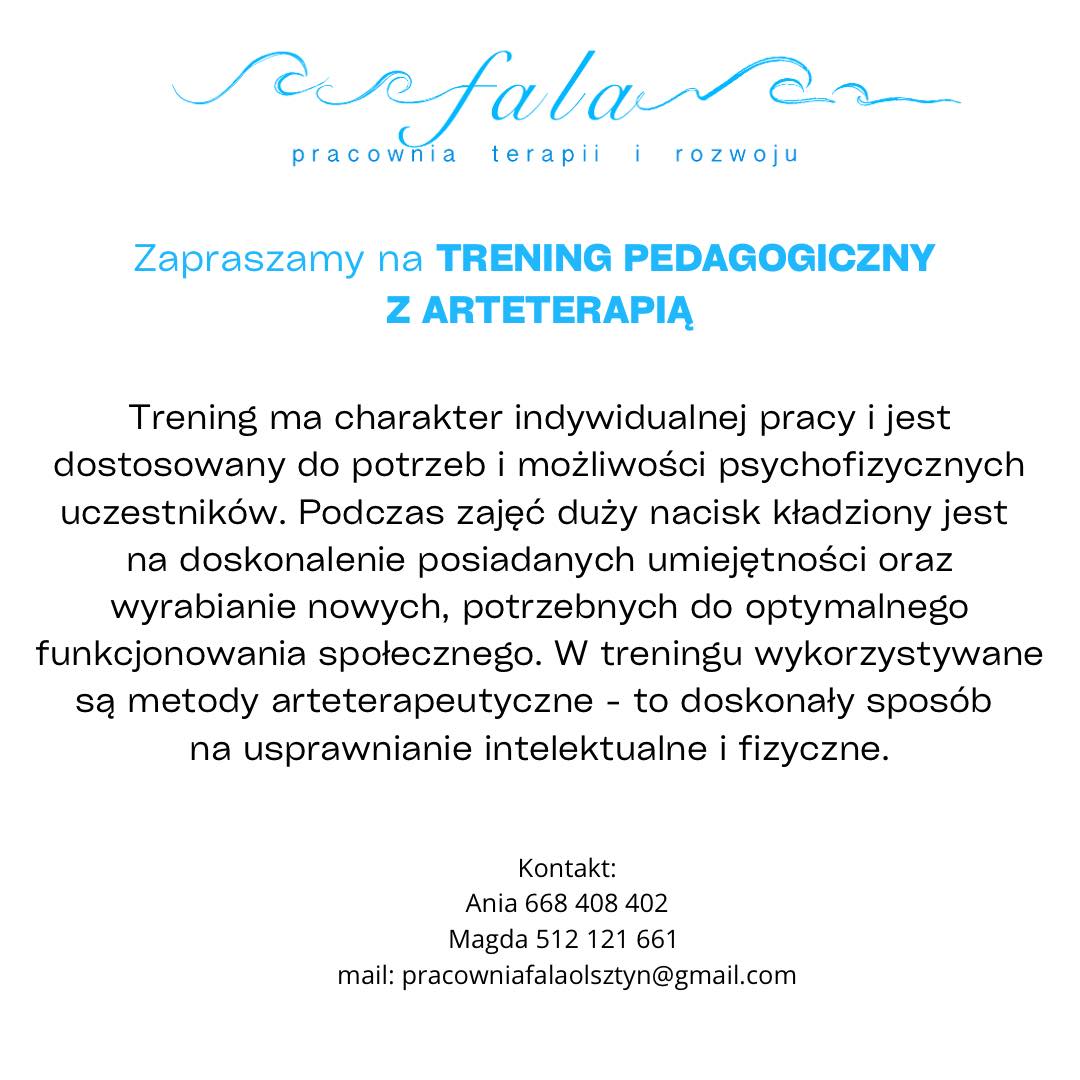 fala
pracownia terapii i rozwoju
Zapraszamy na TRENING PEDAGOGICZNY
Z ARTETERAPIĄ
Trening ma charakter indywidualnej pracy i jest
dostosowany do potrzeb i możliwości psychofizycznych
uczestników. Podczas zajęć duży nacisk kładziony jest
na doskonalenie posiadanych umiejętności oraz
wyrabianie nowych, potrzebnych do optymalnego
funkcjonowania społecznego. W treningu wykorzystywane
są metody arteterapeutyczne - to doskonały sposób
na usprawnianie intelektualne i fizyczne.
Kontakt:
Ania 668 408 402
Magda 512 121 661
mail: pracowniafalaolsztyn@gmail.com